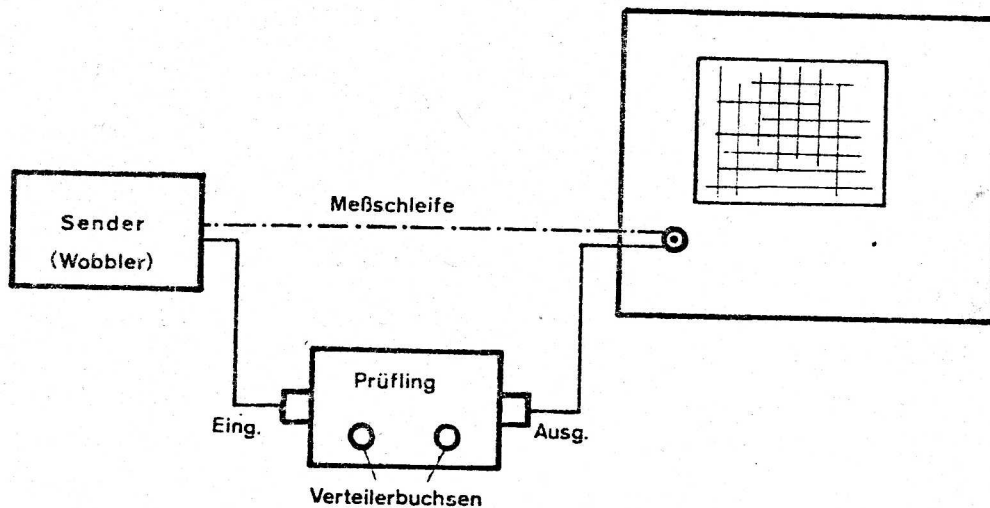 Meßschleife
Sender
(Wobbler)
Prüfling
Eing.
Ausg.
Verteilerbuchsen